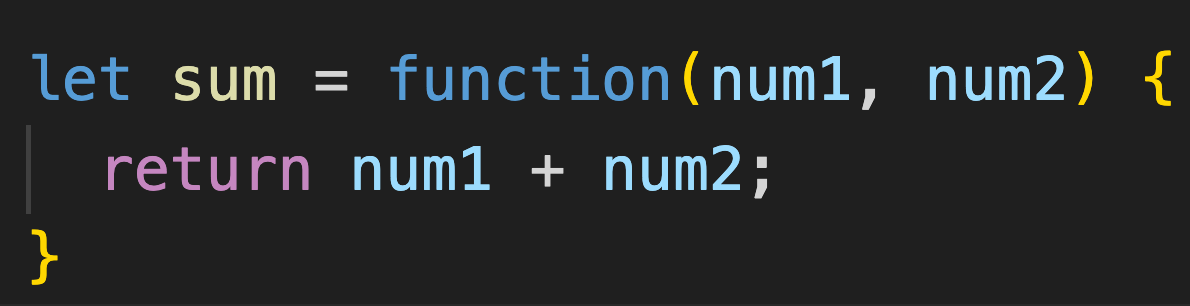 let sum = function(num1, num2) {
  return num1 + num2;
}